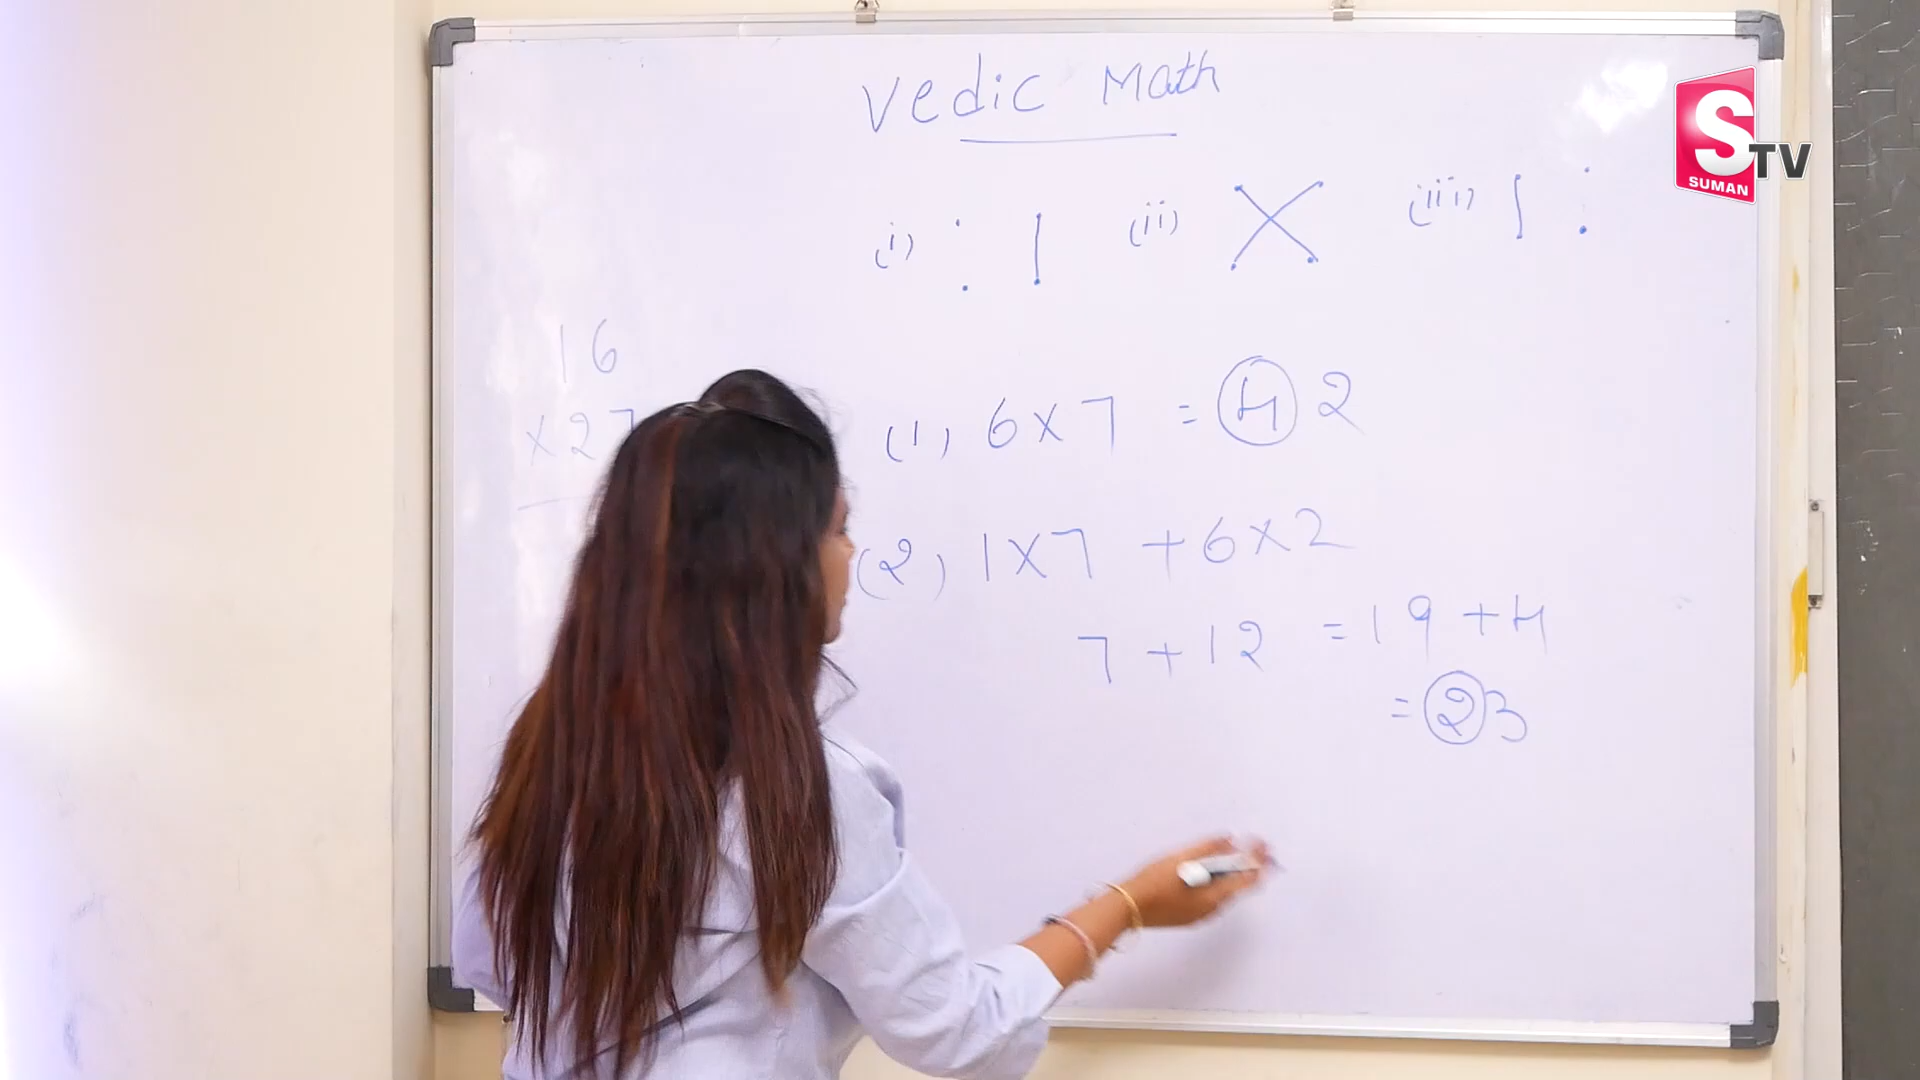 Vedic Math
(i) (ii) (iii)
16
×27
(1) 6×7 = 42
(2) 1×7 + 6×2
7 + 12 = 19 + 4
= 23
S TV
SUMAN